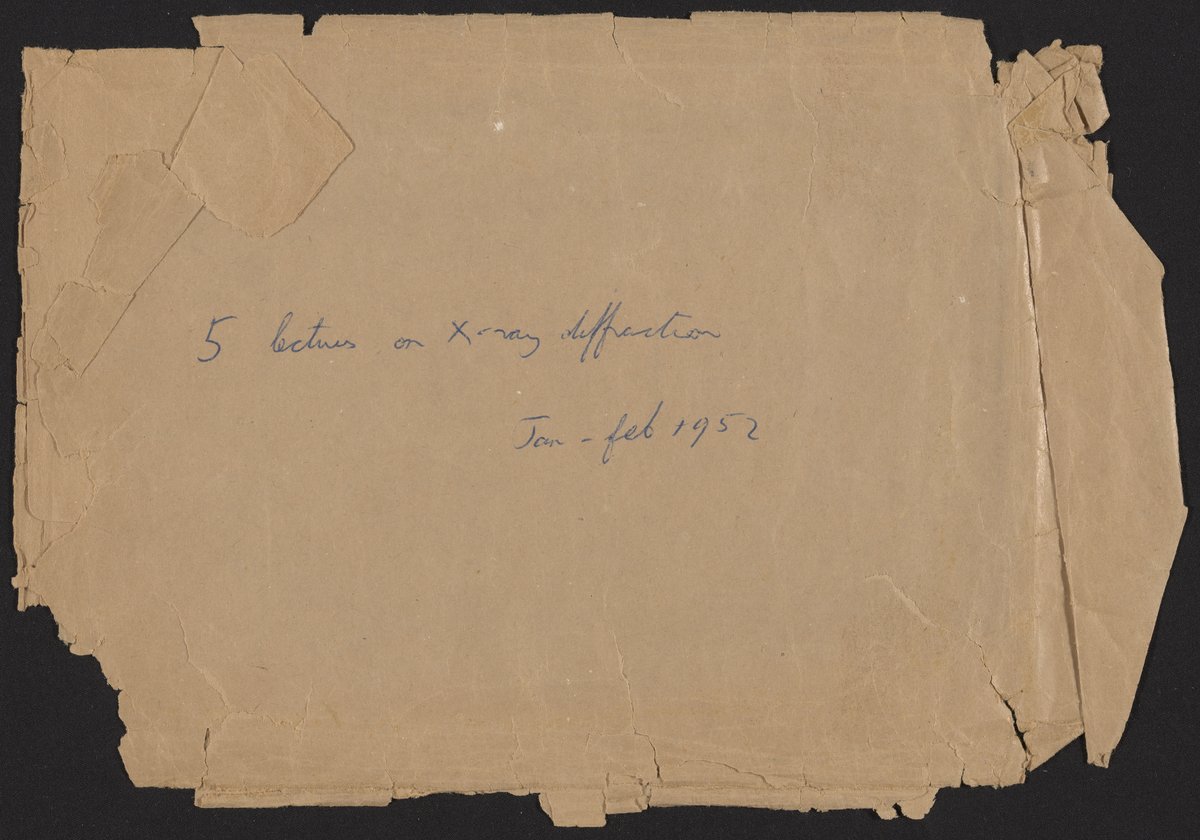 5 lectures on X-ray diffraction
Jan - feb 1952